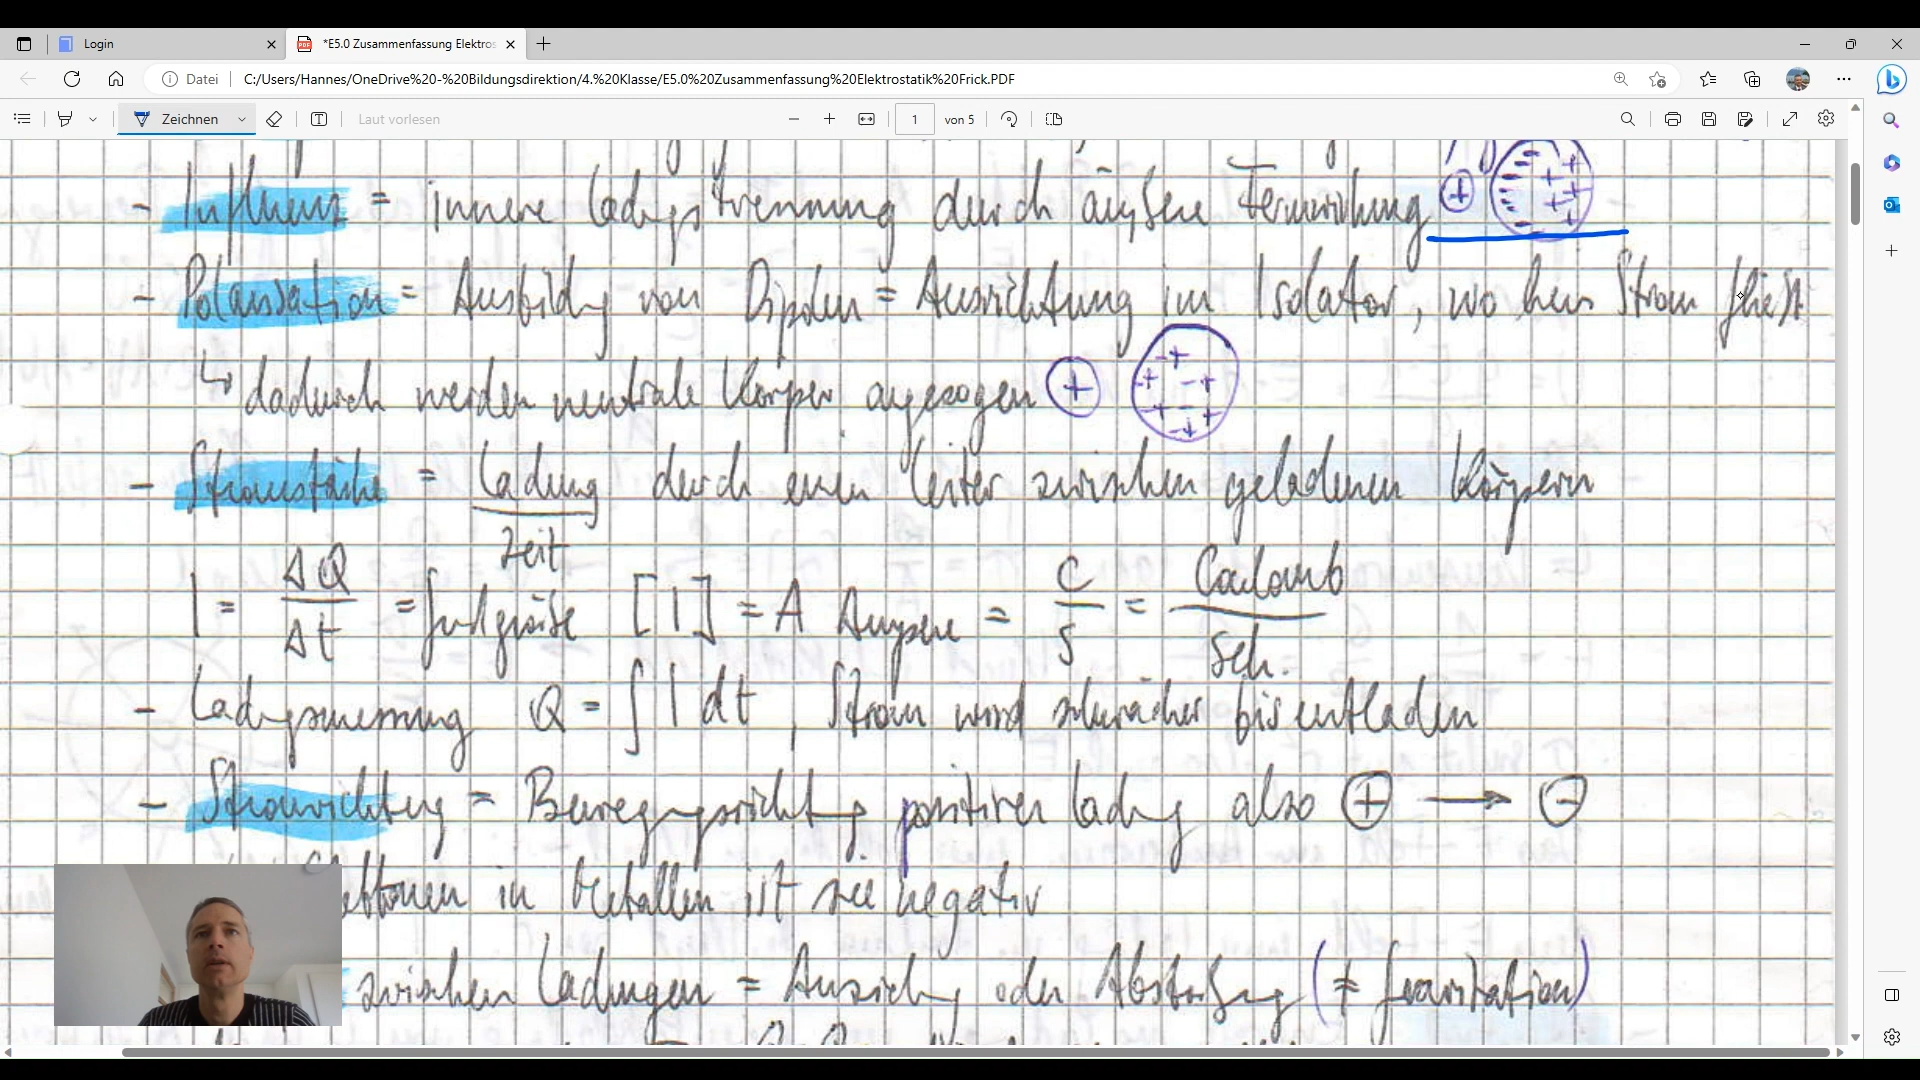 Login
*E5.0 Zusammenfassung Elektros
Datei
C:/Users/Hannes/OneDrive%20-%20Bildungsdirektion/4.%20Klasse/E5.0%20Zusammenfassung%20Elektrostatik%20Frick.PDF
Zeichnen
Laut vorlesen
1 von 5
- Influenz = innere Ladungstrennung durch äußere Fernwirkung + 
- Polarisation = Ausbildung von Dipolen = Ausrichtung im Isolator, wo kein Strom fließt
↳ dadurch werden neutrale Körper angezogen +
- Stromstärke = Ladung durch einen Leiter zwischen geladenen Körpern
Zeit
I = ΔQ/Δt = Grundgröße [I] = A Ampere = C/s = Coulomb/Sek.
- Ladungsmessung Q = ∫ I dt, Strom wird schwächer bis entladen
- Stromrichtung = Bewegungsrichtung positiver Ladung also ⊕ → ⊖
in Metallen ist sie negativ
zwischen Ladungen = Anziehung oder Abstoßung (≠ Gravitation)